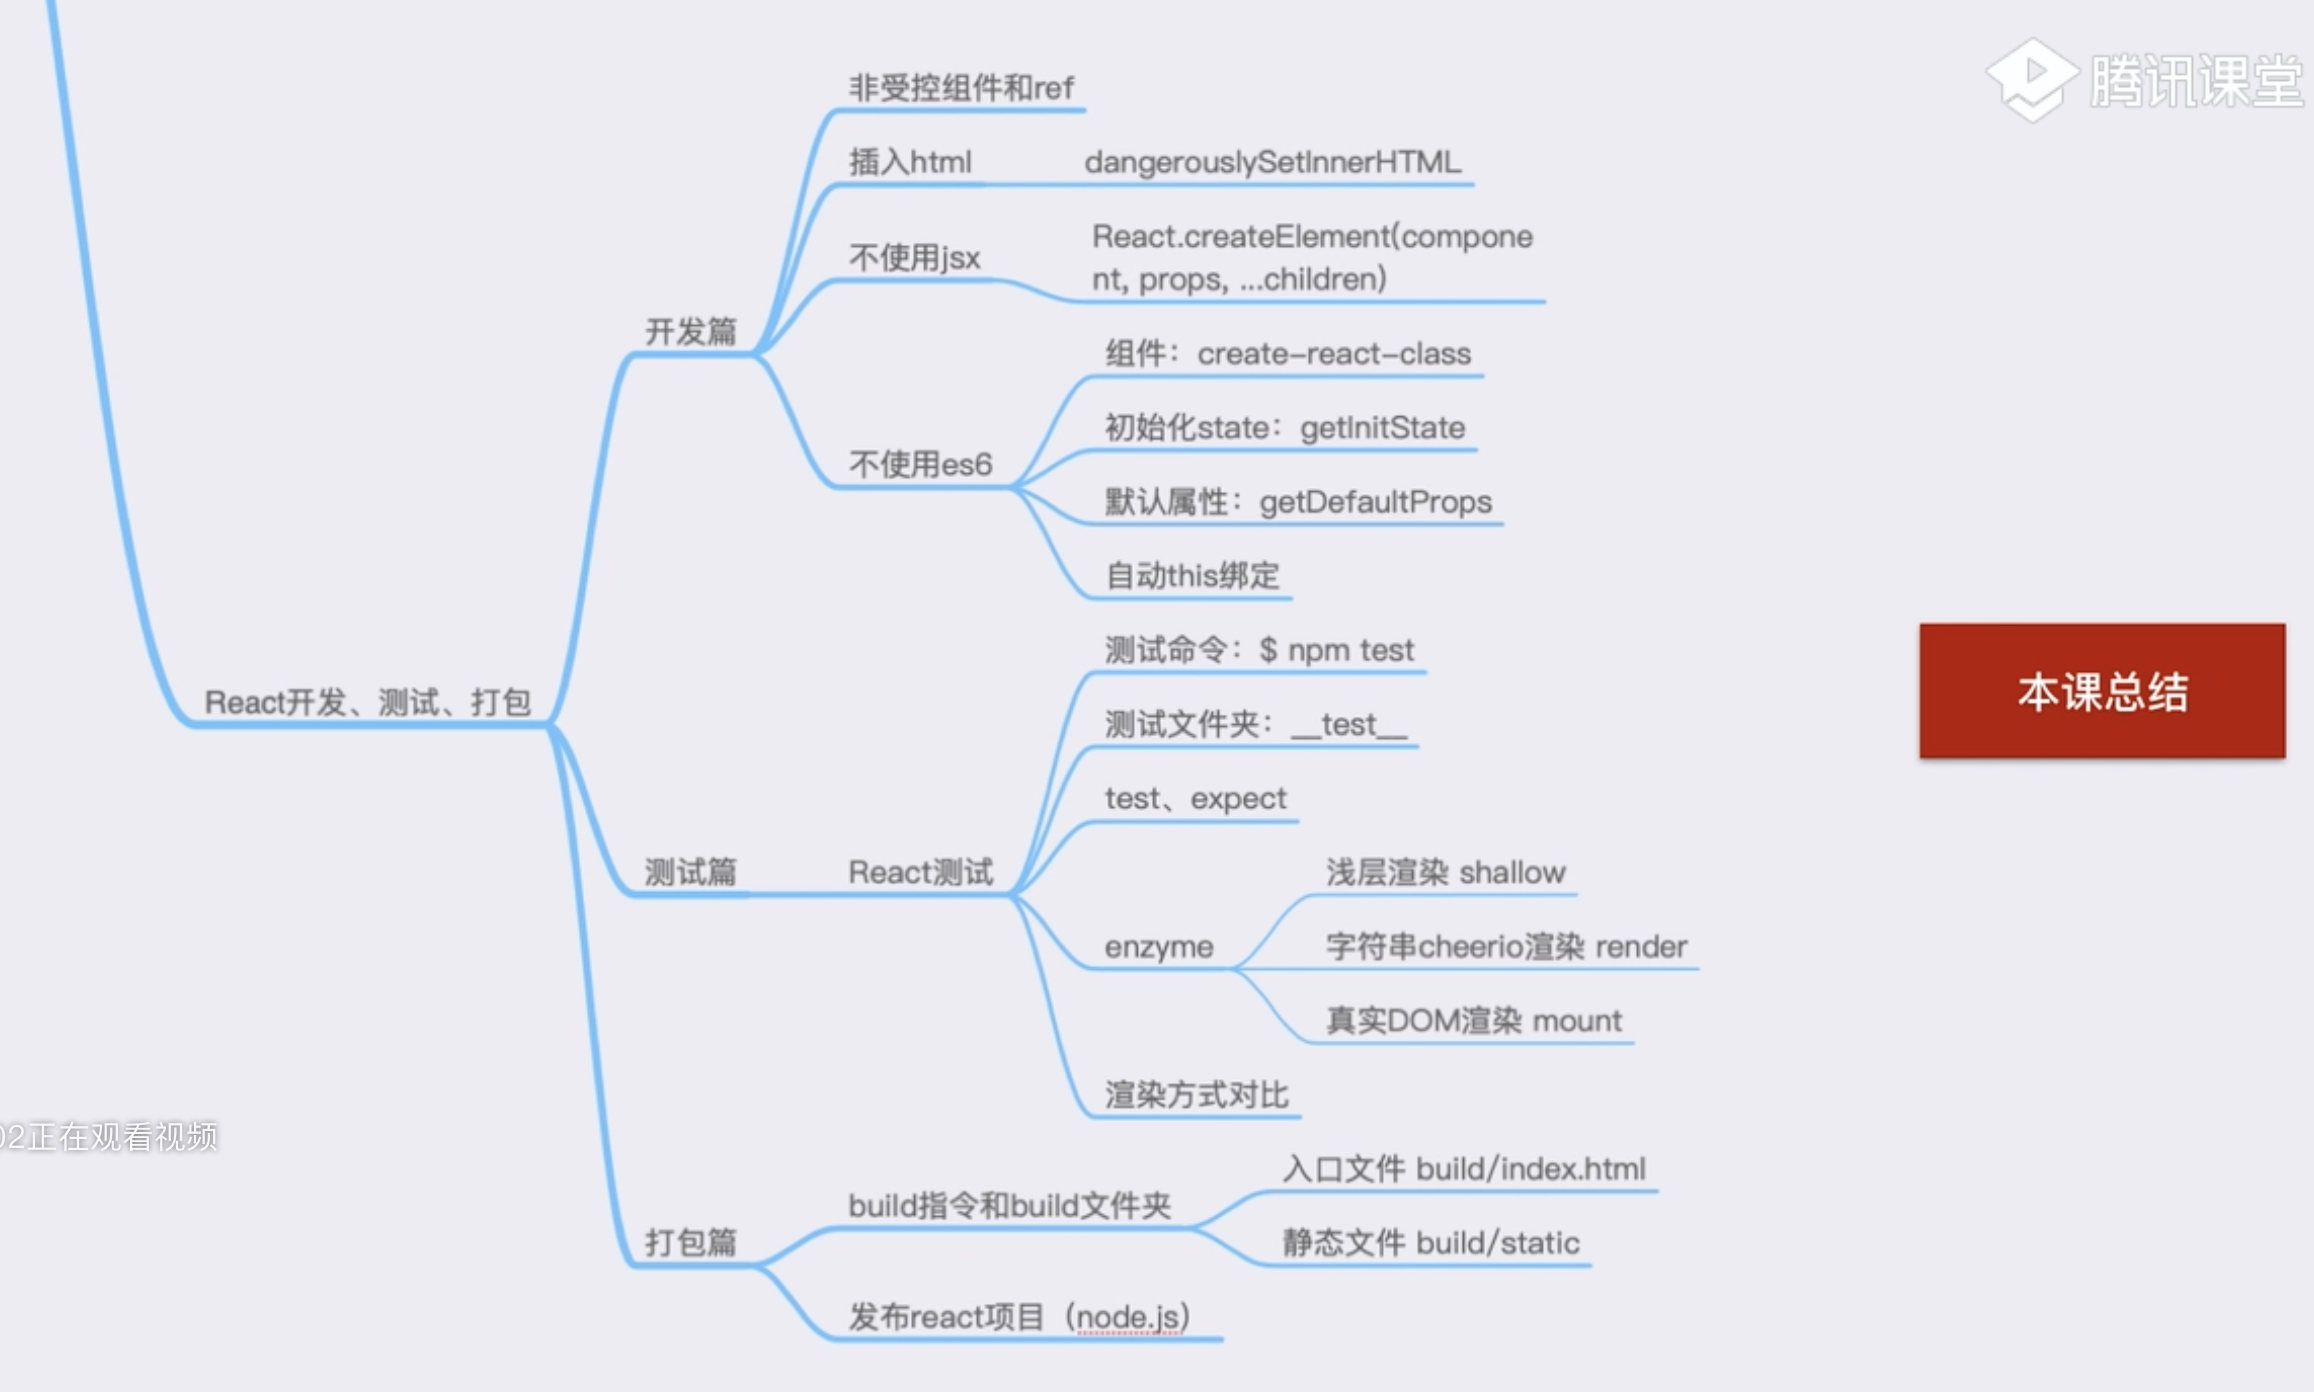 腾讯课堂
非受控组件和ref
插入html
dangerouslySetInnerHTML
不使用jsx
React.createElement(compone
nt, props, ...children)
开发篇
不使用es6
组件：create-react-class
初始化state：getInitState
默认属性：getDefaultProps
自动this绑定
React开发、测试、打包
本课总结
测试篇
React测试
测试命令：$ npm test
测试文件夹：__test__
test、expect
enzyme
浅层渲染 shallow
字符串cheerio渲染 render
真实DOM渲染 mount
渲染方式对比
02正在观看视频
打包篇
build指令和build文件夹
入口文件 build/index.html
静态文件 build/static
发布react项目（node.js）